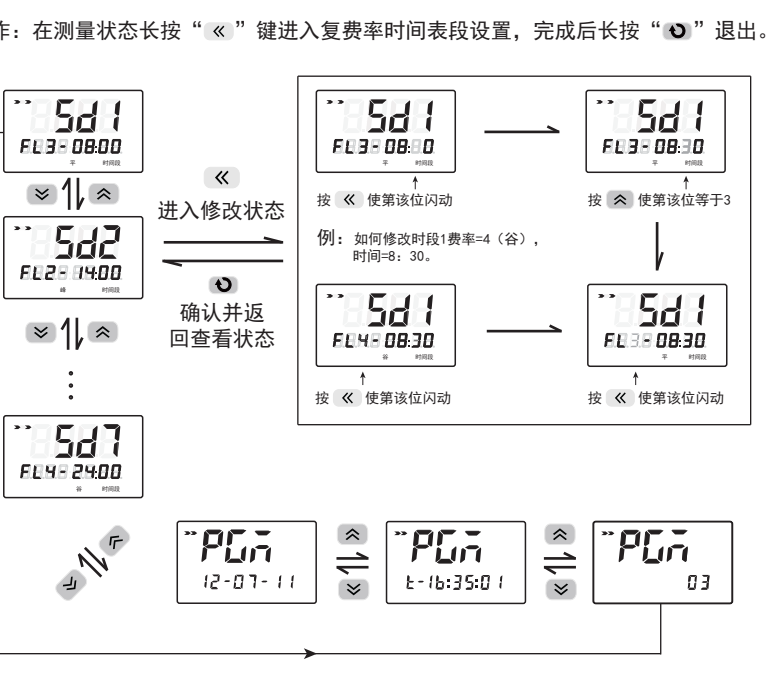 作：在测量状态长按“ « ”键进入复费率时间表段设置，完成后长按“ ↻ ”退出。
Sd1
FL3-08:00
平 时间段
Sd2
FL2-14:00
峰 时间段
Sd7
FL4-24:00
谷 时间段
进入修改状态
确认并返
回查看状态
Sd1
FL3-08: 0
平 时间段
按 « 使第该位闪动
Sd1
FL3-08:30
平 时间段
按 使第该位等于3
例：如何修改时段1费率=4（谷），
时间=8：30。
Sd1
FL4-08:30
谷 时间段
按 « 使第该位闪动
Sd1
FL3-08:30
平 时间段
按 « 使第该位闪动
PGm
12-07-11
PGm
t-16:35:01
PGm
03